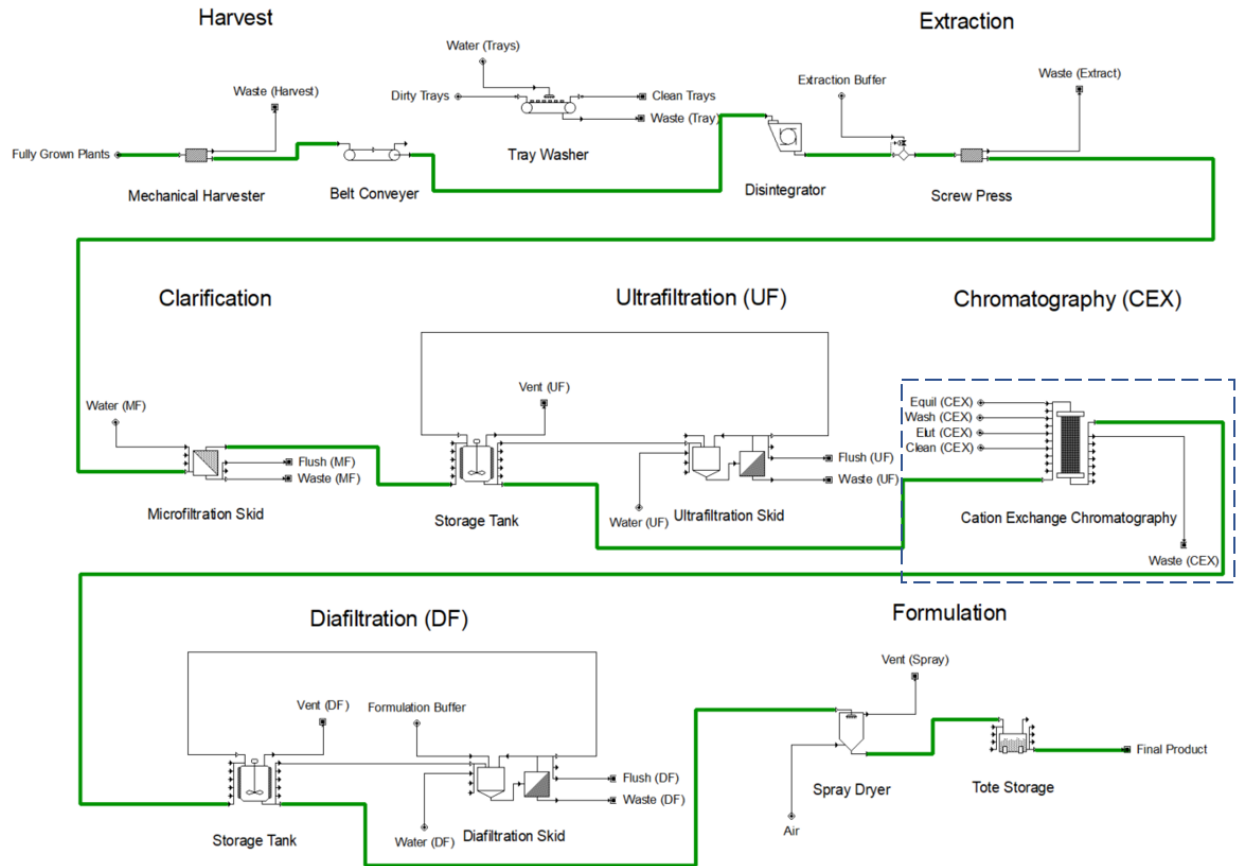 Harvest
Extraction
Water (Trays)
Waste (Harvest)
Extraction Buffer
Waste (Extract)
Dirty Trays
Clean Trays
Waste (Tray)
Fully Grown Plants
Tray Washer
Mechanical Harvester
Belt Conveyer
Disintegrator
Screw Press
Clarification
Ultrafiltration (UF)
Chromatography (CEX)
Vent (UF)
Water (MF)
Equil (CEX)
Wash (CEX)
Elut (CEX)
Clean (CEX)
Flush (MF)
Waste (MF)
Flush (UF)
Waste (UF)
Microfiltration Skid
Storage Tank
Water (UF)
Ultrafiltration Skid
Cation Exchange Chromatography
Waste (CEX)
Diafiltration (DF)
Formulation
Vent (Spray)
Vent (DF)
Formulation Buffer
Final Product
Flush (DF)
Waste (DF)
Spray Dryer
Tote Storage
Storage Tank
Water (DF)
Diafiltration Skid
Air